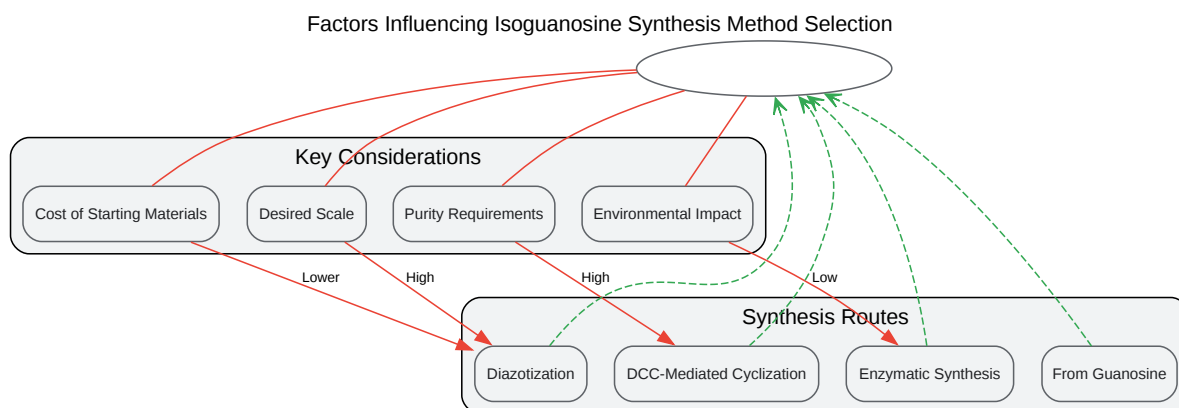 Factors Influencing Isoguanosine Synthesis Method Selection
Key Considerations
Cost of Starting Materials
Desired Scale
Purity Requirements
Environmental Impact
Lower
High
High
Low
Synthesis Routes
Diazotization
DCC-Mediated Cyclization
Enzymatic Synthesis
From Guanosine